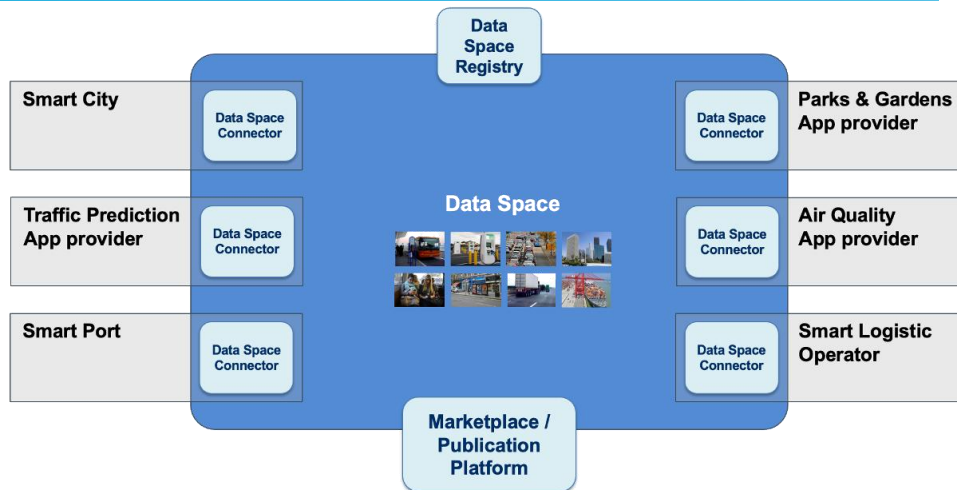 Data
Space
Registry
Smart City
Data Space
Connector
Data Space
Connector
Parks & Gardens
App provider
Traffic Prediction
App provider
Data Space
Connector
Data Space
Data Space
Connector
Air Quality
App provider
Smart Port
Data Space
Connector
Data Space
Connector
Smart Logistic
Operator
Marketplace /
Publication
Platform